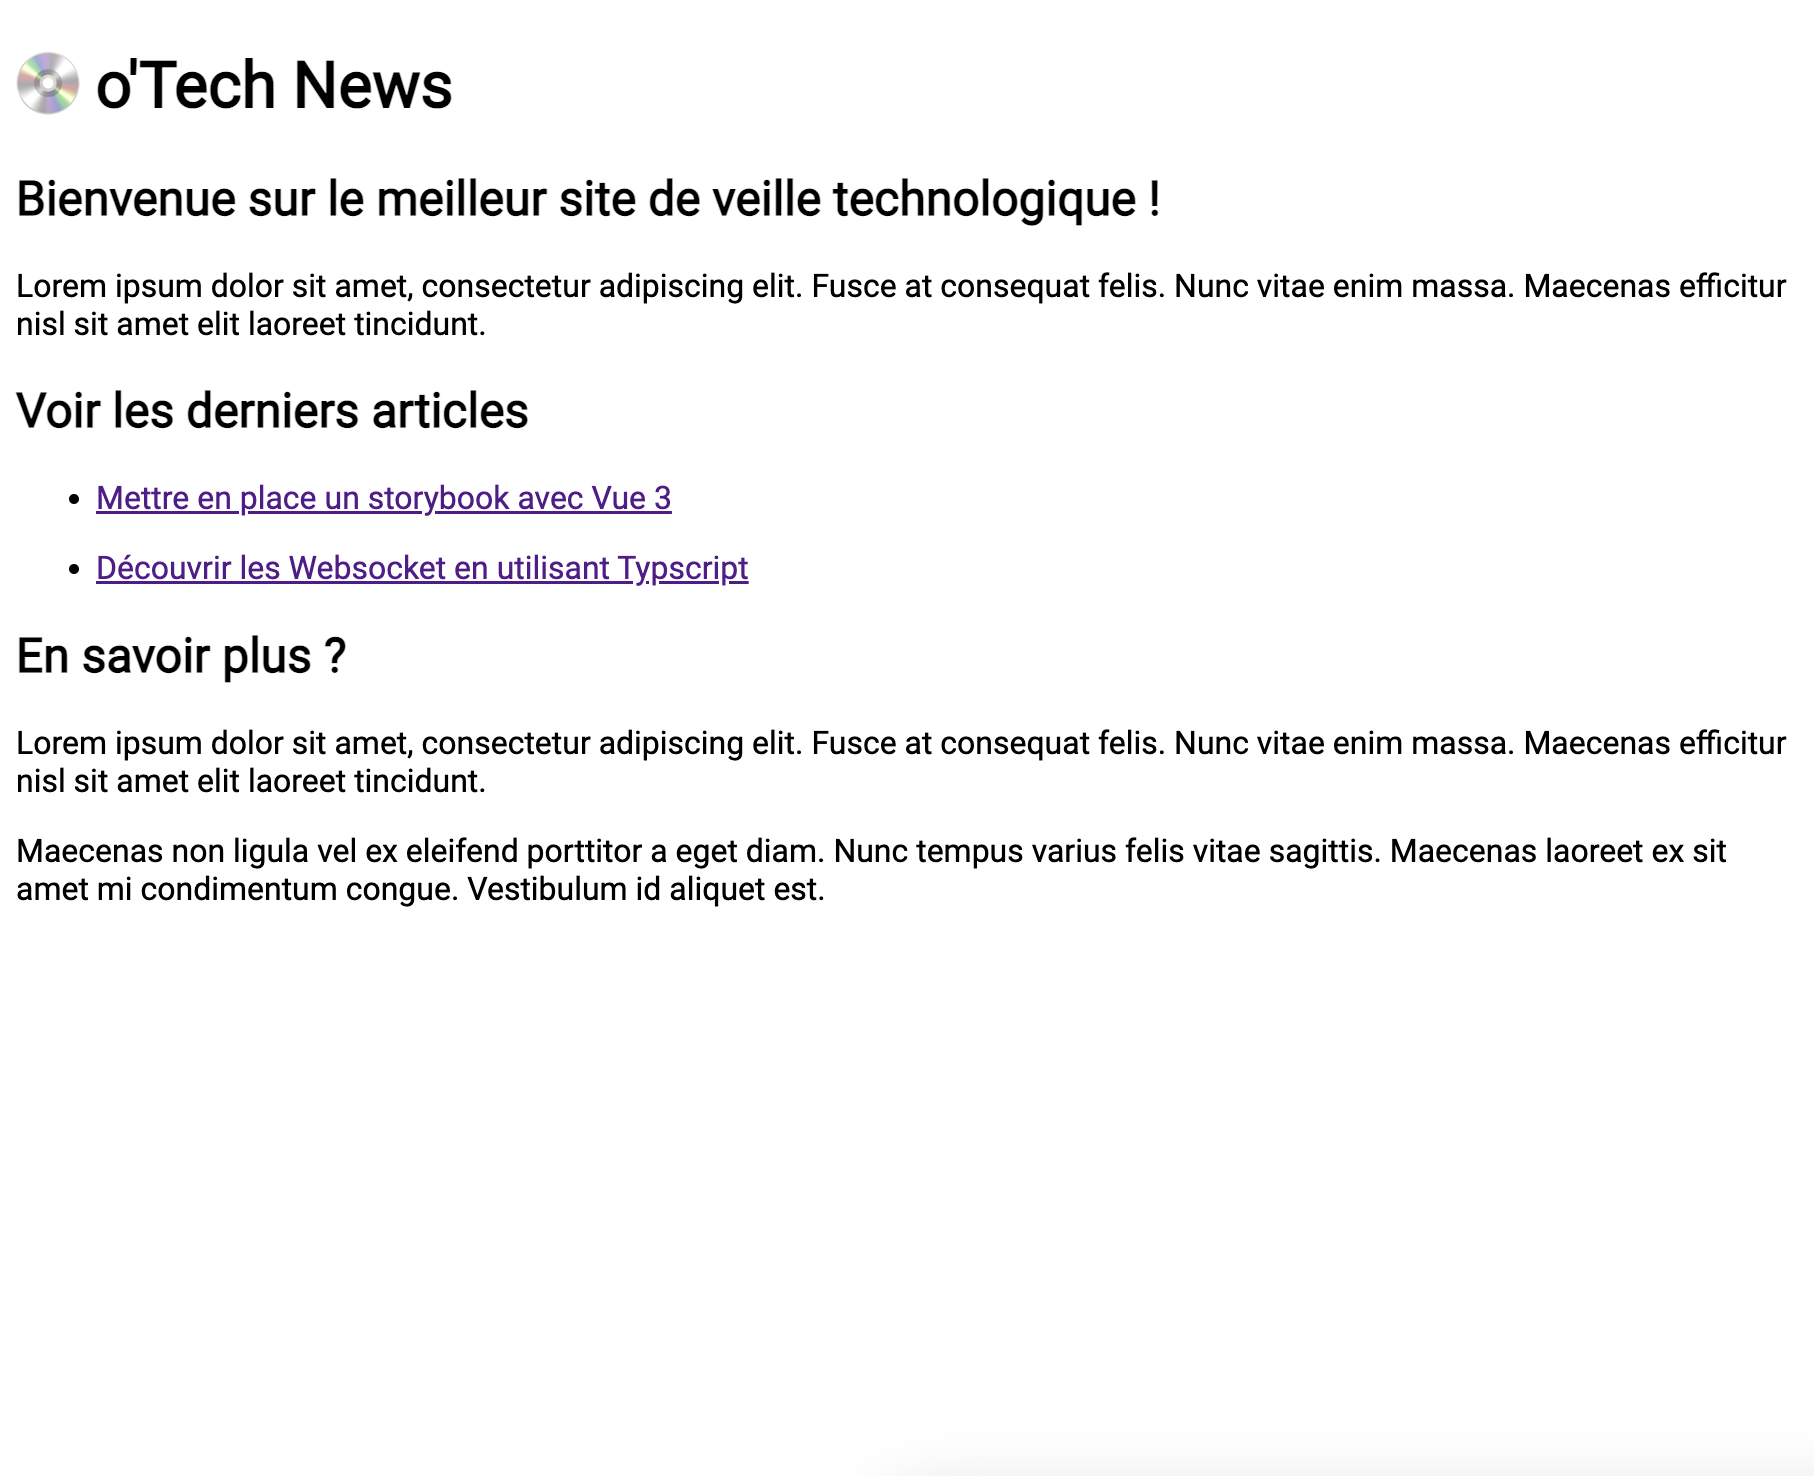 o'Tech News
Bienvenue sur le meilleur site de veille technologique !
Lorem ipsum dolor sit amet, consectetur adipiscing elit. Fusce at consequat felis. Nunc vitae enim massa. Maecenas efficitur
nisl sit amet elit laoreet tincidunt.
Voir les derniers articles
• Mettre en place un storybook avec Vue 3
• Découvrir les Websocket en utilisant Typscript
En savoir plus ?
Lorem ipsum dolor sit amet, consectetur adipiscing elit. Fusce at consequat felis. Nunc vitae enim massa. Maecenas efficitur
nisl sit amet elit laoreet tincidunt.
Maecenas non ligula vel ex eleifend porttitor a eget diam. Nunc tempus varius felis vitae sagittis. Maecenas laoreet ex sit
amet mi condimentum congue. Vestibulum id aliquet est.